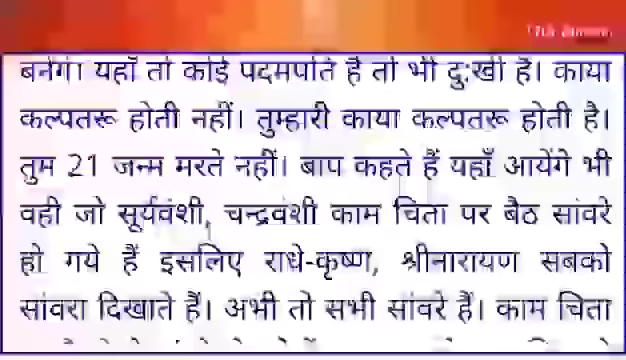 बनेगा। यहाँ तो कोई पदमपति है तो भी दु:खी है। काया
कल्पतरू होती नहीं। तुम्हारी काया कल्पतरू होती है।
तुम 21 जन्म मरते नहीं। बाप कहते हैं यहाँ आयेंगे भी
वही जो सूर्यवंशी, चन्द्रवंशी काम चिता पर बैठ सांवरे
हो गये हैं इसलिए राधे-कृष्ण, श्रीनारायण सबको
सांवरा दिखाते हैं। अभी तो सभी सांवरे हैं। काम चिता